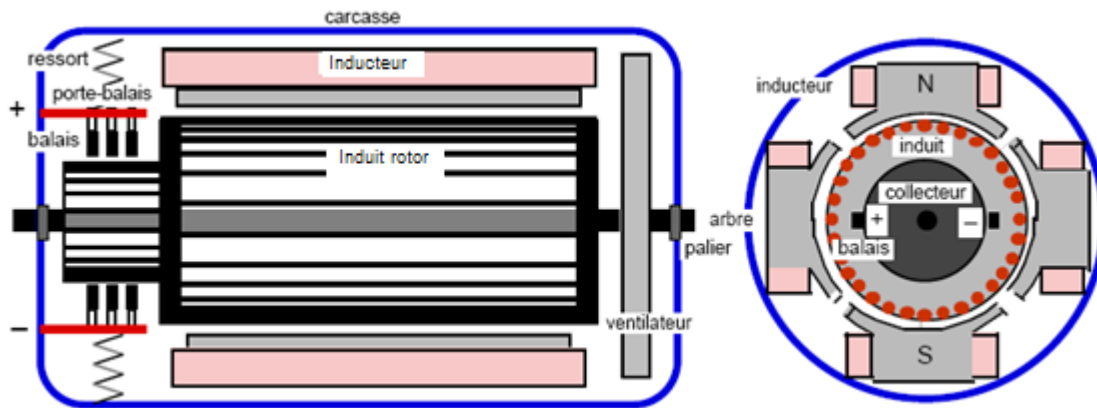 carcasse
ressort
Inducteur
porte-balais
+
balais
Induit rotor
arbre
palier
ventilateur
–
inducteur
N
induit
collecteur
+ –
balais
S